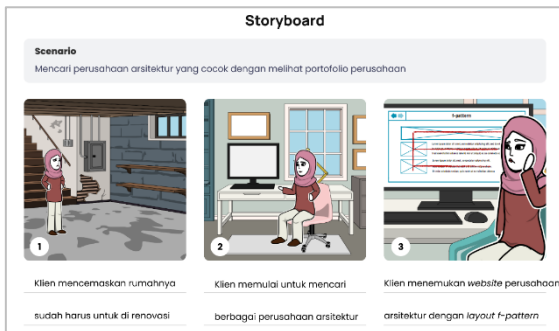 Storyboard
Scenario
Mencari perusahaan arsitektur yang cocok dengan melihat portofolio perusahaan
f-pattern
1
2
3
Klien mencemaskan rumahnya
sudah harus untuk di renovasi
Klien memulai untuk mencari
berbagai perusahaan arsitektur
Klien menemukan website perusahaan
arsitektur dengan layout f-pattern